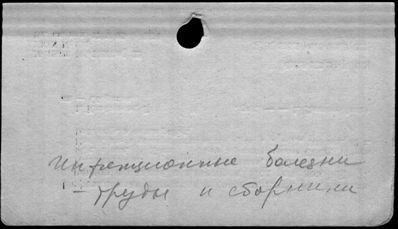 Инфекционные болезни
- труды и сборники